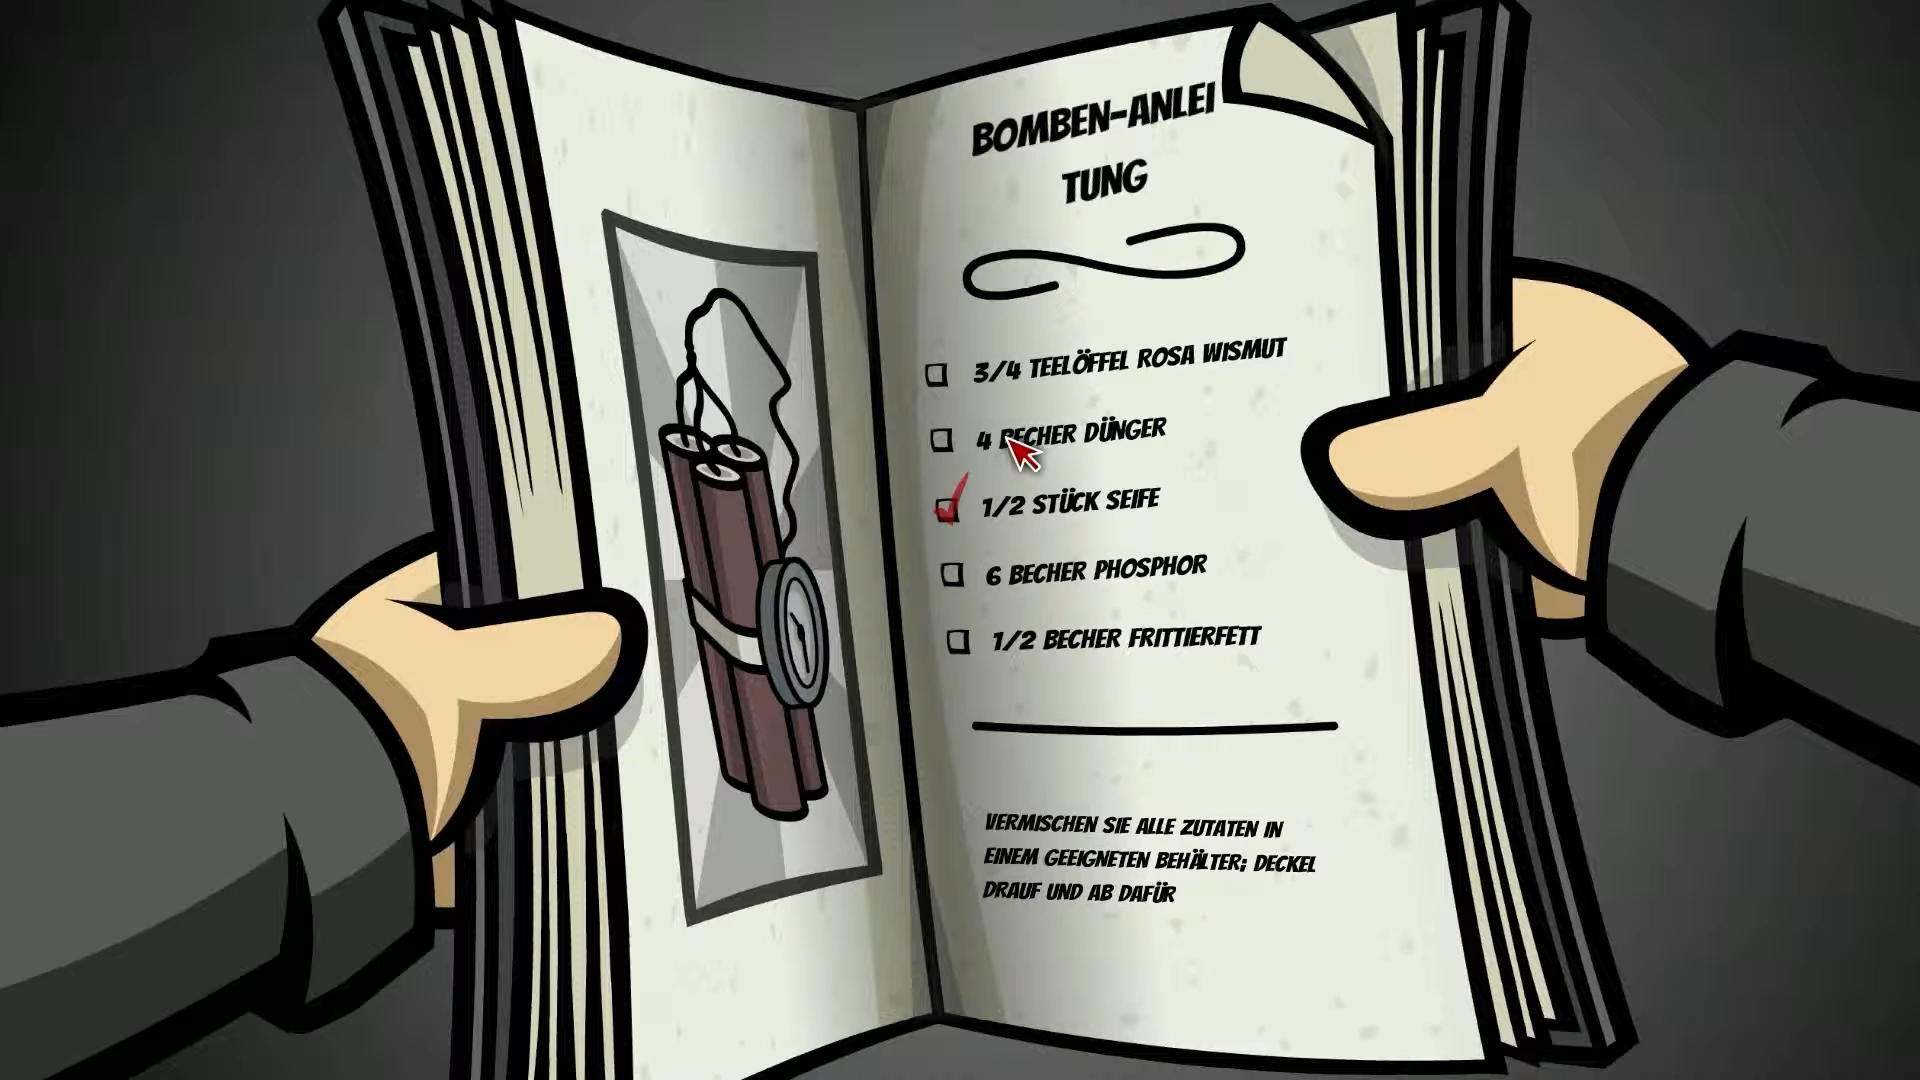 BOMBEN-ANLEI
TUNG
3/4 TEELÖFFEL ROSA WISMUT
4 BECHER DÜNGER
1/2 STÜCK SEIFE
6 BECHER PHOSPHOR
1/2 BECHER FRITTIERFETT
VERMISCHEN SIE ALLE ZUTATEN IN
EINEM GEEIGNETEN BEHÄLTER; DECKEL
DRAUF UND AB DAFÜR